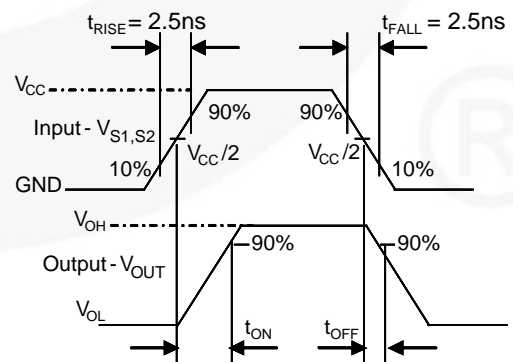 tRISE = 2.5ns
tFALL = 2.5ns
VCC
90%
90%
Input - VS1,S2
VCC/2
VCC/2
10%
10%
GND
VOH
90%
90%
Output - VOUT
VOL
tON
tOFF
®